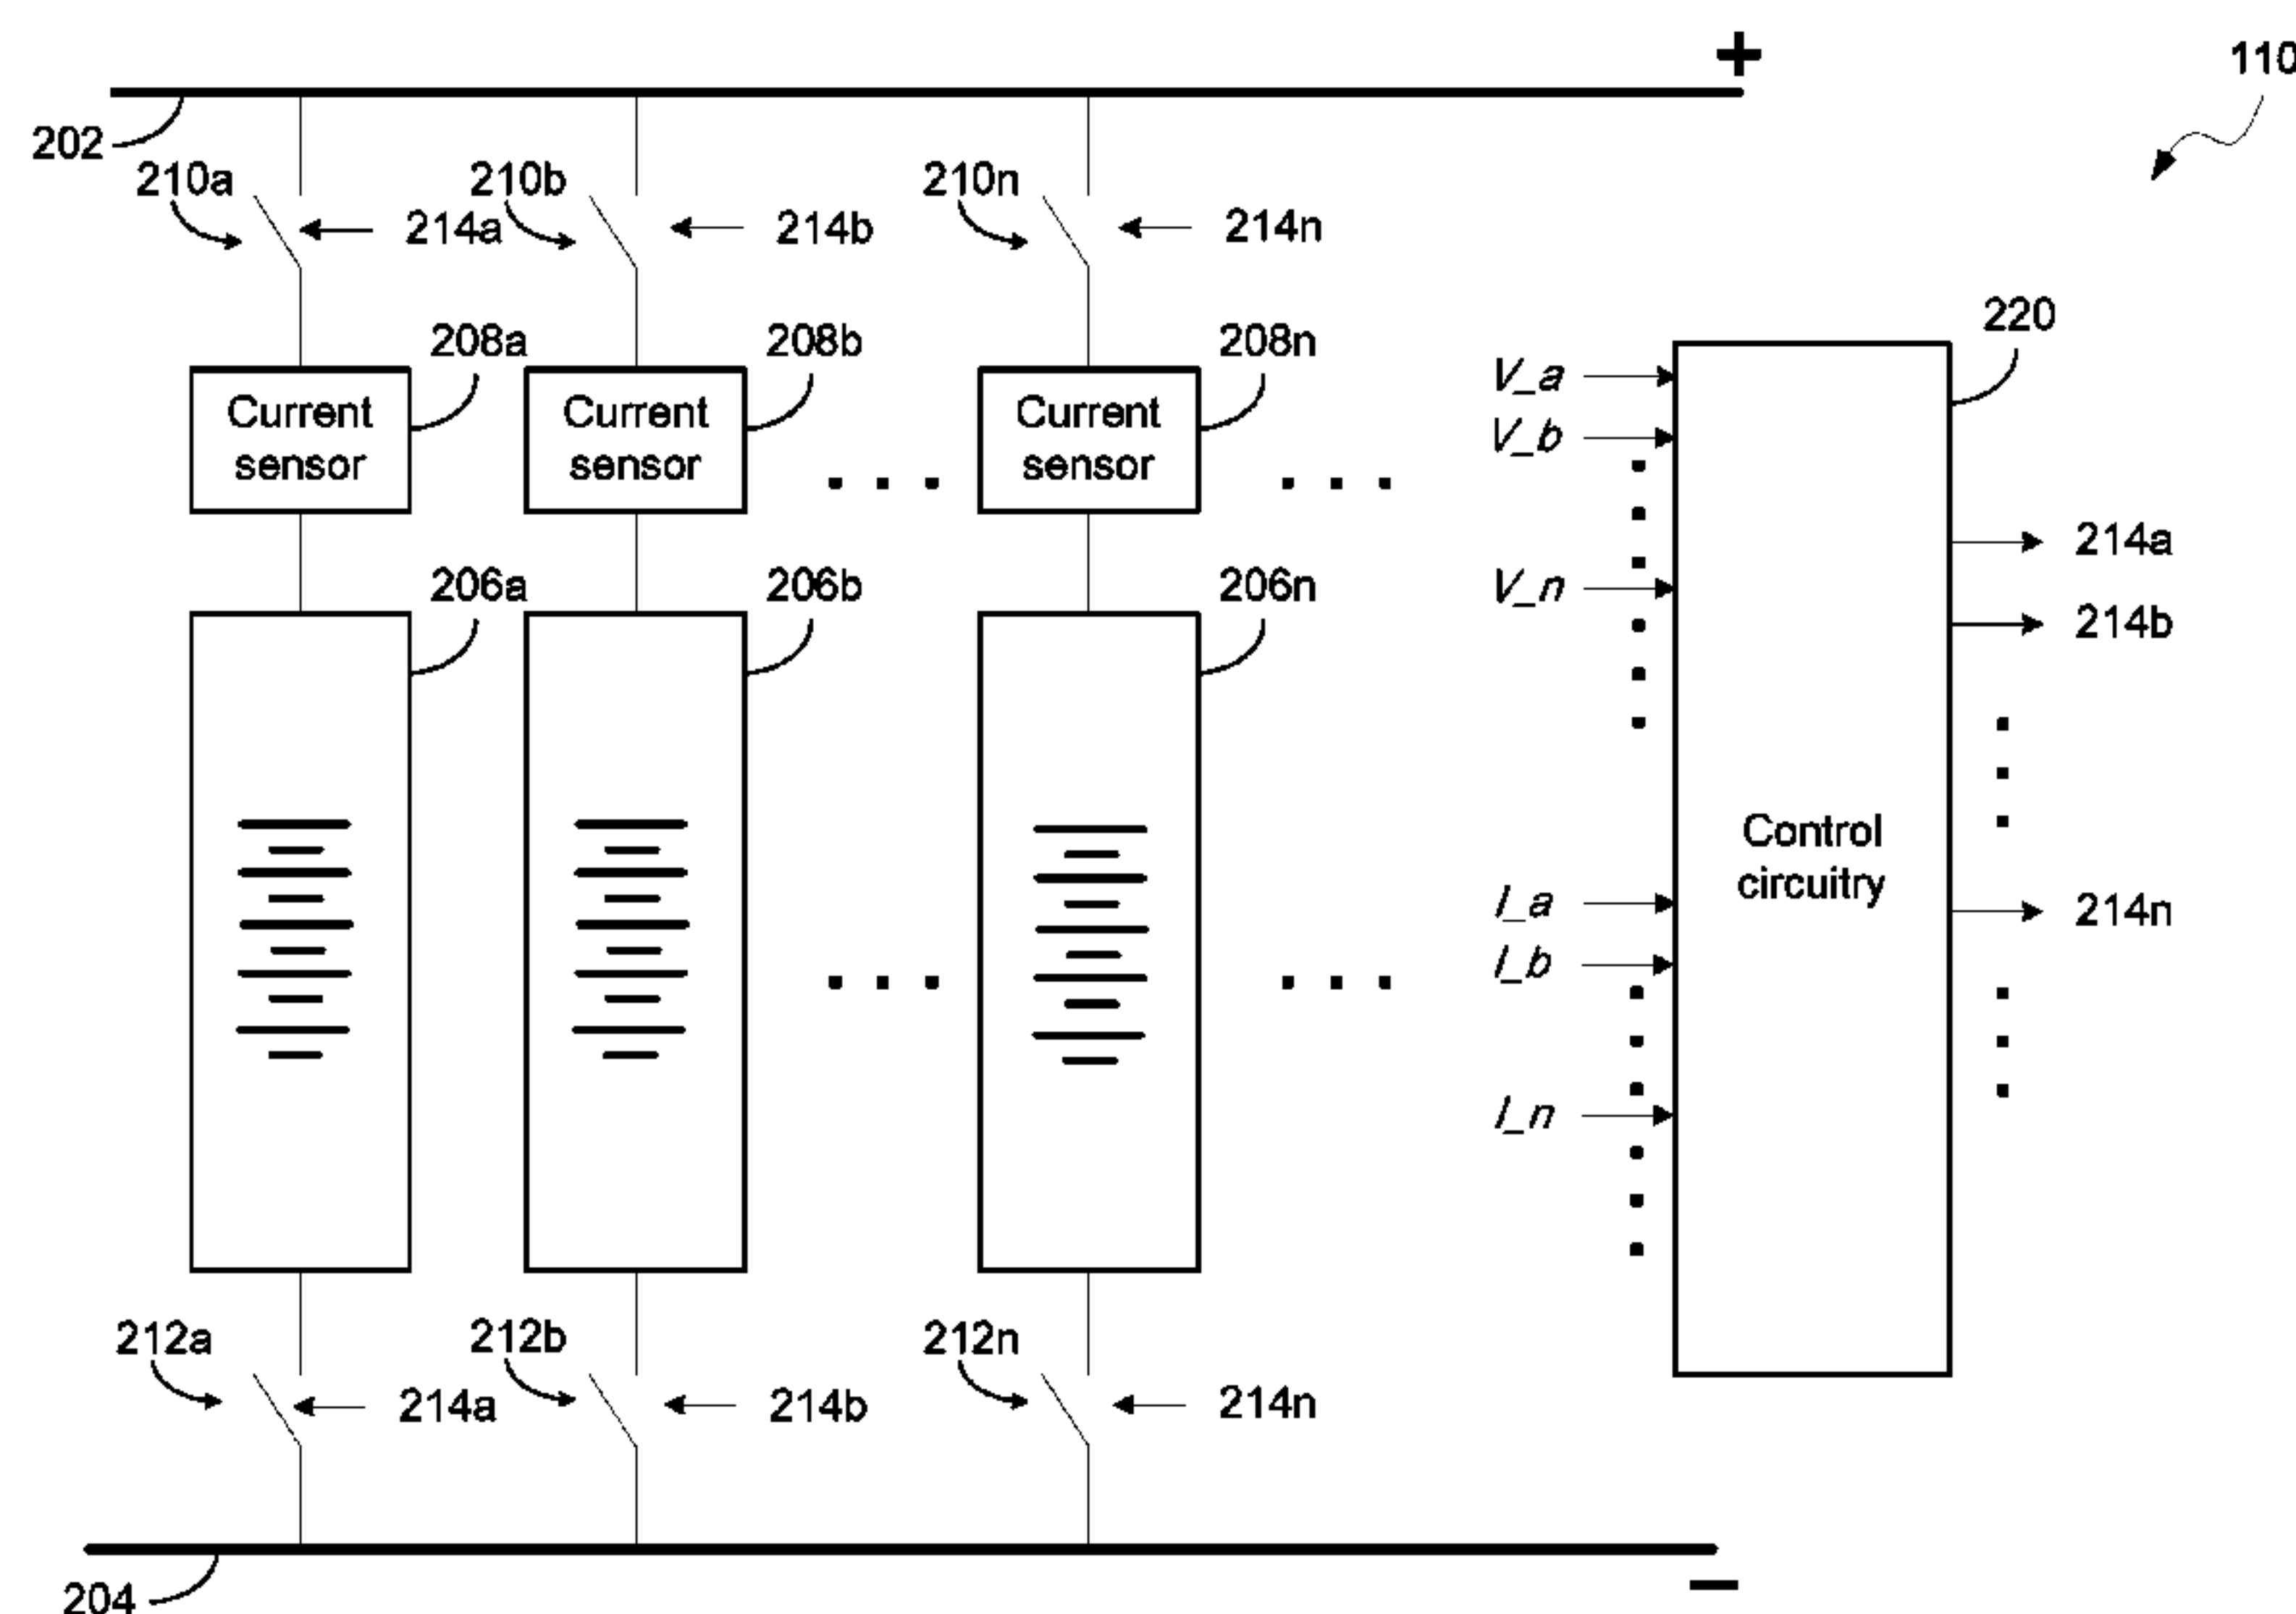 +
110
202
210a
210b
210n
214a
214b
214n
220
208a
208b
208n
Current
sensor
Current
sensor
Current
sensor
V_a
V_b
V_n
214a
214b
206a
206b
206n
Control
circuitry
I_a
I_b
I_n
214n
212a
212b
212n
214a
214b
214n
204
–